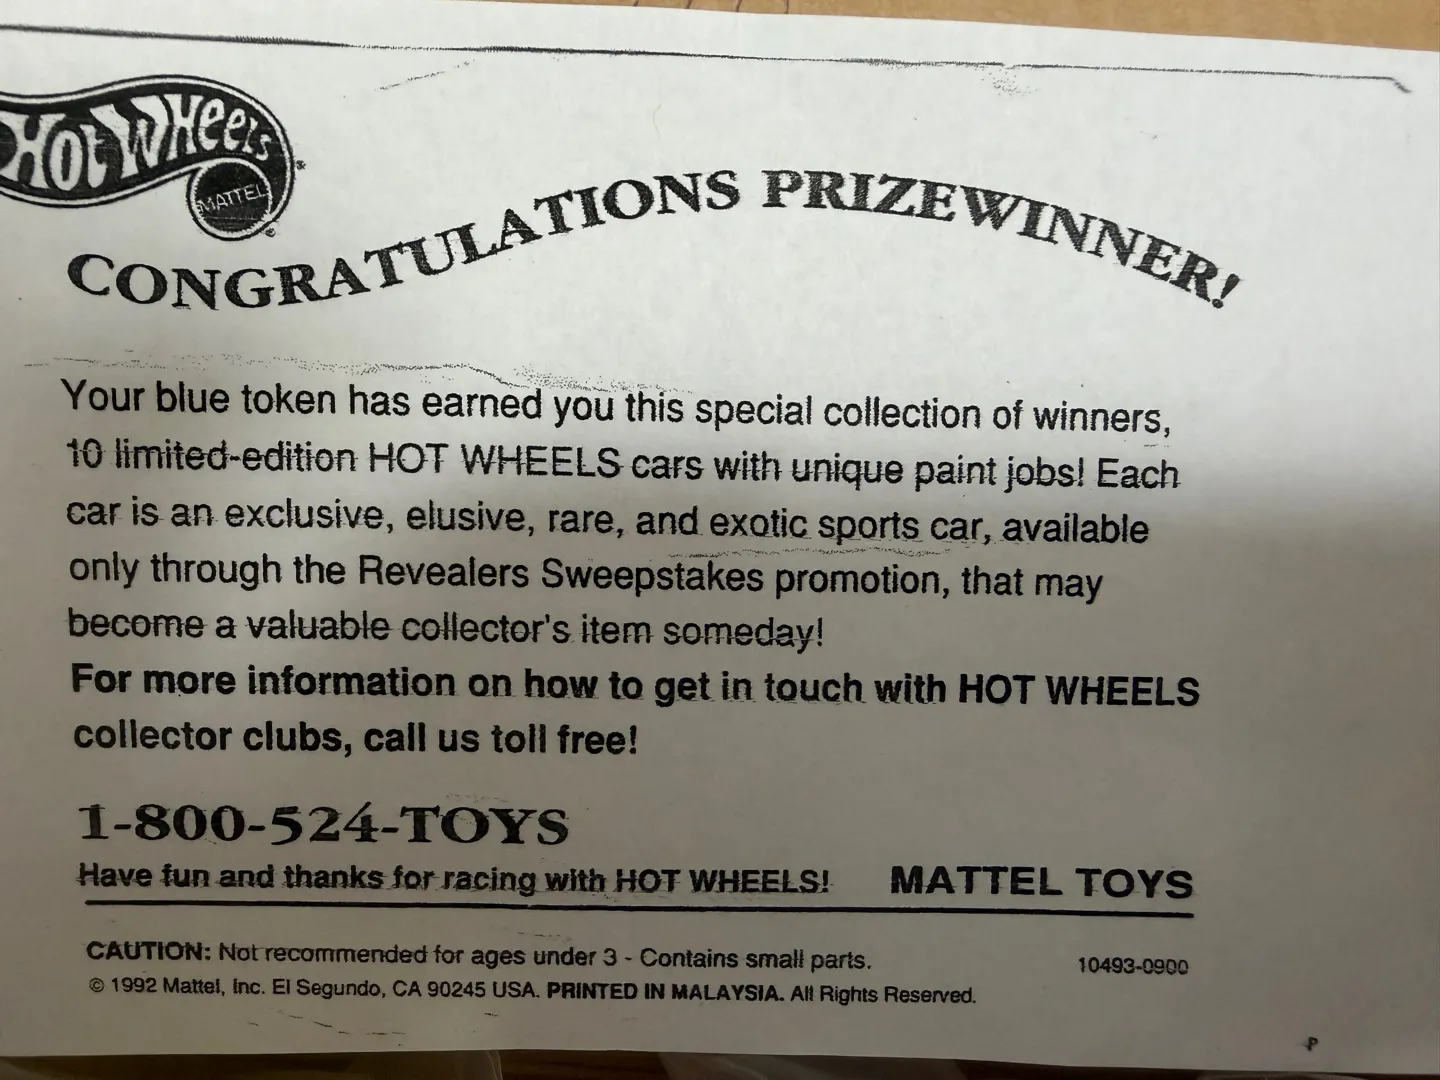 Hot Wheels
MATTEL
CONGRATULATIONS PRIZEWINNER!
Your blue token has earned you this special collection of winners,
10 limited-edition HOT WHEELS cars with unique paint jobs! Each
car is an exclusive, elusive, rare, and exotic sports car, available
only through the Revealers Sweepstakes promotion, that may
become a valuable collector's item someday!
For more information on how to get in touch with HOT WHEELS
collector clubs, call us toll free!
1-800-524-TOYS
Have fun and thanks for racing with HOT WHEELS! MATTEL TOYS
CAUTION: Not recommended for ages under 3 - Contains small parts. 10493-0900
© 1992 Mattel, Inc. El Segundo, CA 90245 USA. PRINTED IN MALAYSIA. All Rights Reserved.
P